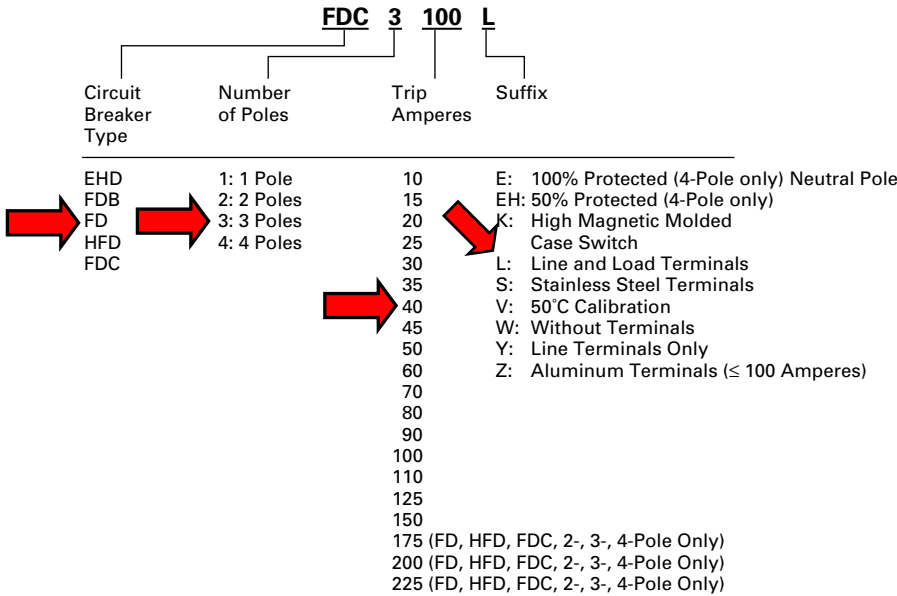 FDC 3 100 L
Circuit Breaker Type
Number of Poles
Trip Amperes
Suffix
EHD
FDB
FD
HFD
FDC
1: 1 Pole
2: 2 Poles
3: 3 Poles
4: 4 Poles
10
15
20
25
30
35
40
45
50
60
70
80
90
100
110
125
150
175 (FD, HFD, FDC, 2-, 3-, 4-Pole Only)
200 (FD, HFD, FDC, 2-, 3-, 4-Pole Only)
225 (FD, HFD, FDC, 2-, 3-, 4-Pole Only)
E: 100% Protected (4-Pole only) Neutral Pole
EH: 50% Protected (4-Pole only)
K: High Magnetic Molded
Case Switch
L: Line and Load Terminals
S: Stainless Steel Terminals
V: 50°C Calibration
W: Without Terminals
Y: Line Terminals Only
Z: Aluminum Terminals (≤ 100 Amperes)